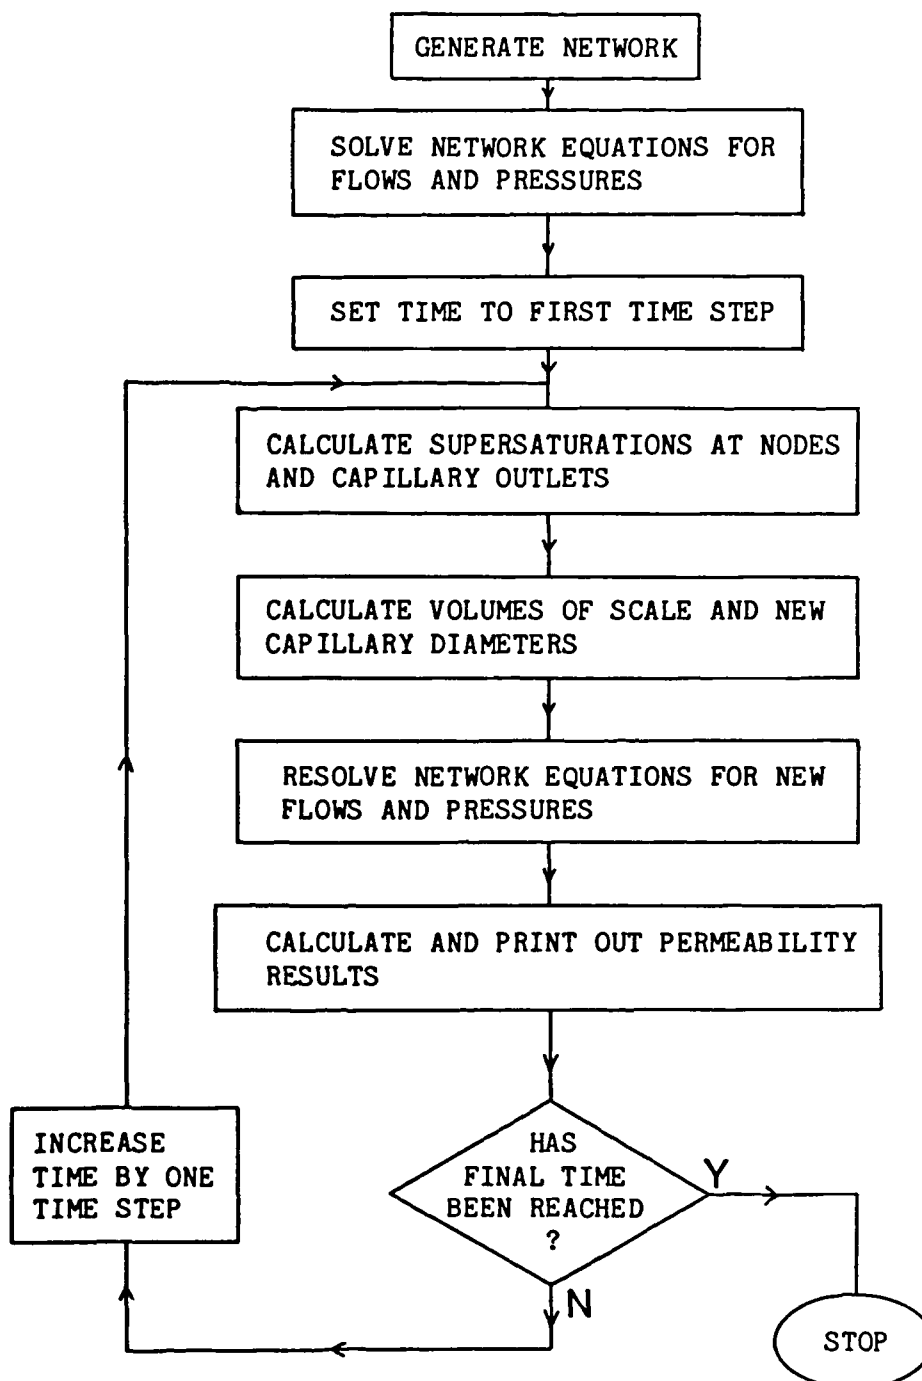 GENERATE NETWORK
SOLVE NETWORK EQUATIONS FOR
FLOWS AND PRESSURES
SET TIME TO FIRST TIME STEP
CALCULATE SUPERSATURATIONS AT NODES
AND CAPILLARY OUTLETS
CALCULATE VOLUMES OF SCALE AND NEW
CAPILLARY DIAMETERS
RESOLVE NETWORK EQUATIONS FOR NEW
FLOWS AND PRESSURES
CALCULATE AND PRINT OUT PERMEABILITY
RESULTS
HAS
FINAL TIME
BEEN REACHED
?
Y
N
INCREASE
TIME BY ONE
TIME STEP
STOP